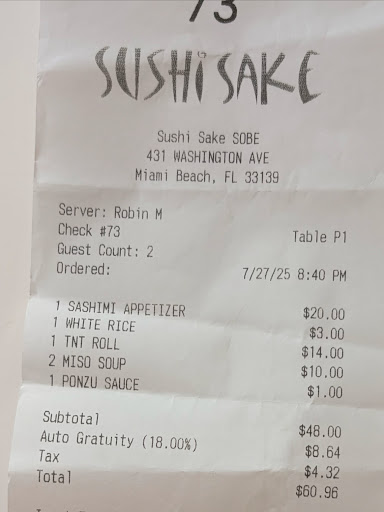 73
SUSHi SAKE
Sushi Sake SOBE
431 WASHINGTON AVE
Miami Beach, FL 33139
Server: Robin M
Check #73 Table P1
Guest Count: 2
Ordered: 7/27/25 8:40 PM
1 SASHIMI APPETIZER $20.00
1 WHITE RICE $3.00
1 TNT ROLL $14.00
2 MISO SOUP $10.00
1 PONZU SAUCE $1.00
Subtotal $48.00
Auto Gratuity (18.00%) $8.64
Tax $4.32
Total $60.96